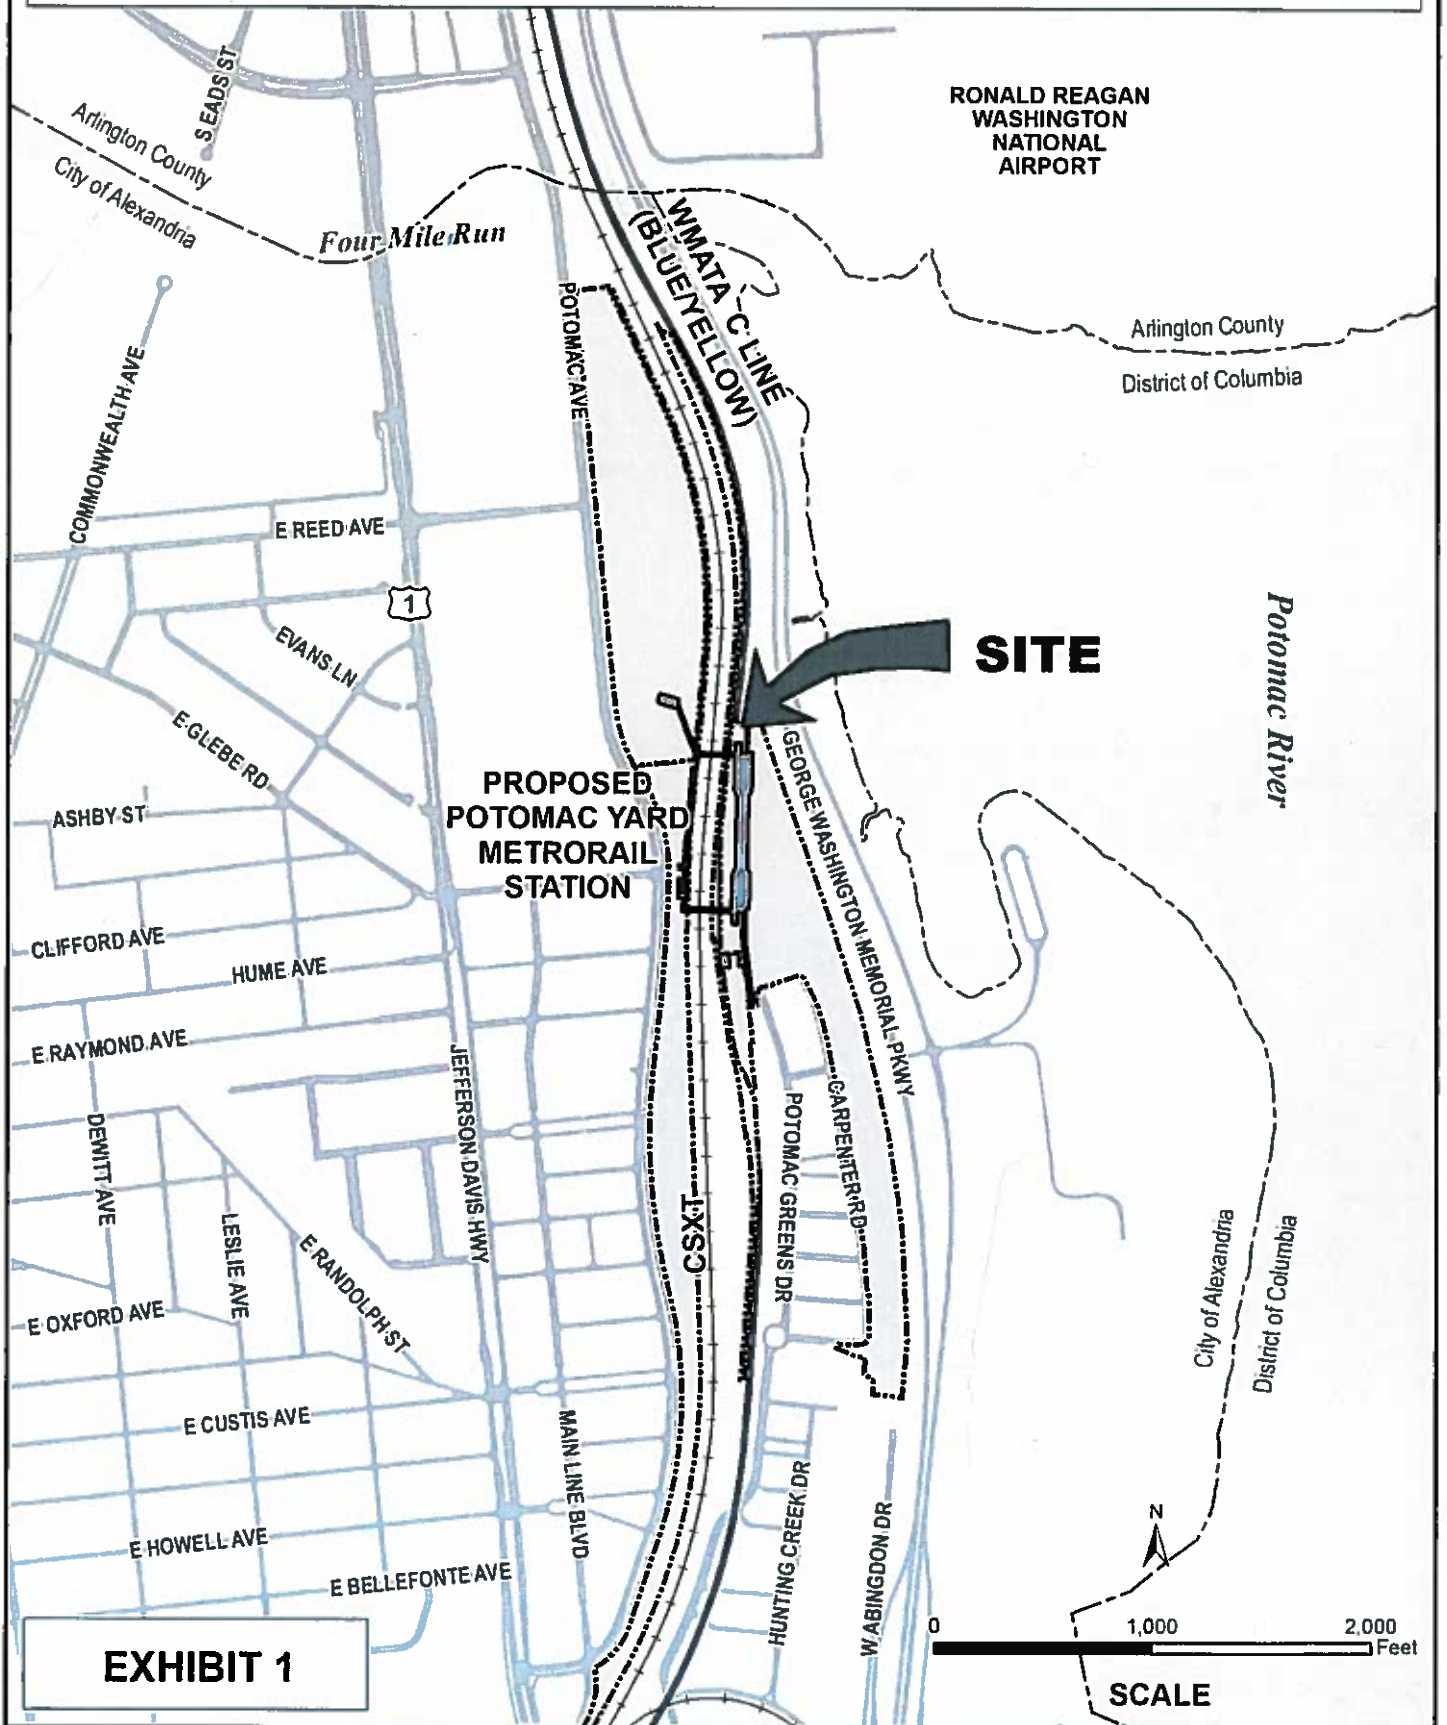 S EADS ST
RONALD REAGAN
WASHINGTON
NATIONAL
AIRPORT
Arlington County
City of Alexandria
Four Mile Run
WMATA 'C' LINE
(BLUE/YELLOW)
POTOMAC AVE
Arlington County
District of Columbia
COMMONWEALTH AVE
E REED AVE
1
EVANS LN
SITE
Potomac River
E GLEBE RD
PROPOSED
POTOMAC YARD
METRORAIL
STATION
GEORGE WASHINGTON MEMORIAL PKWY
ASHBY ST
CLIFFORD AVE
HUME AVE
E RAYMOND AVE
JEFFERSON DAVIS HWY
DEWITT AVE
POTOMAC GREENS DR
CARPENTER RD
CSXT
LESLIE AVE
E RANDOLPH ST
E OXFORD AVE
City of Alexandria
District of Columbia
E CUSTIS AVE
MAIN LINE BLVD
HUNTING CREEK DR
W ABINGDON DR
E HOWELL AVE
E BELLEFONTE AVE
N
0 1,000 2,000
Feet
SCALE
EXHIBIT 1